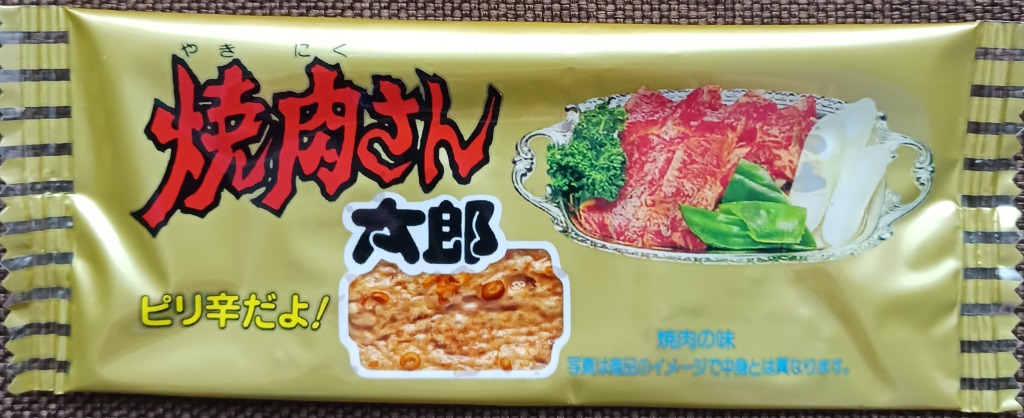 やき にく
焼肉さん
太郎
ピリ辛だよ!
焼肉の味
写真は商品のイメージで中身とは異なります。